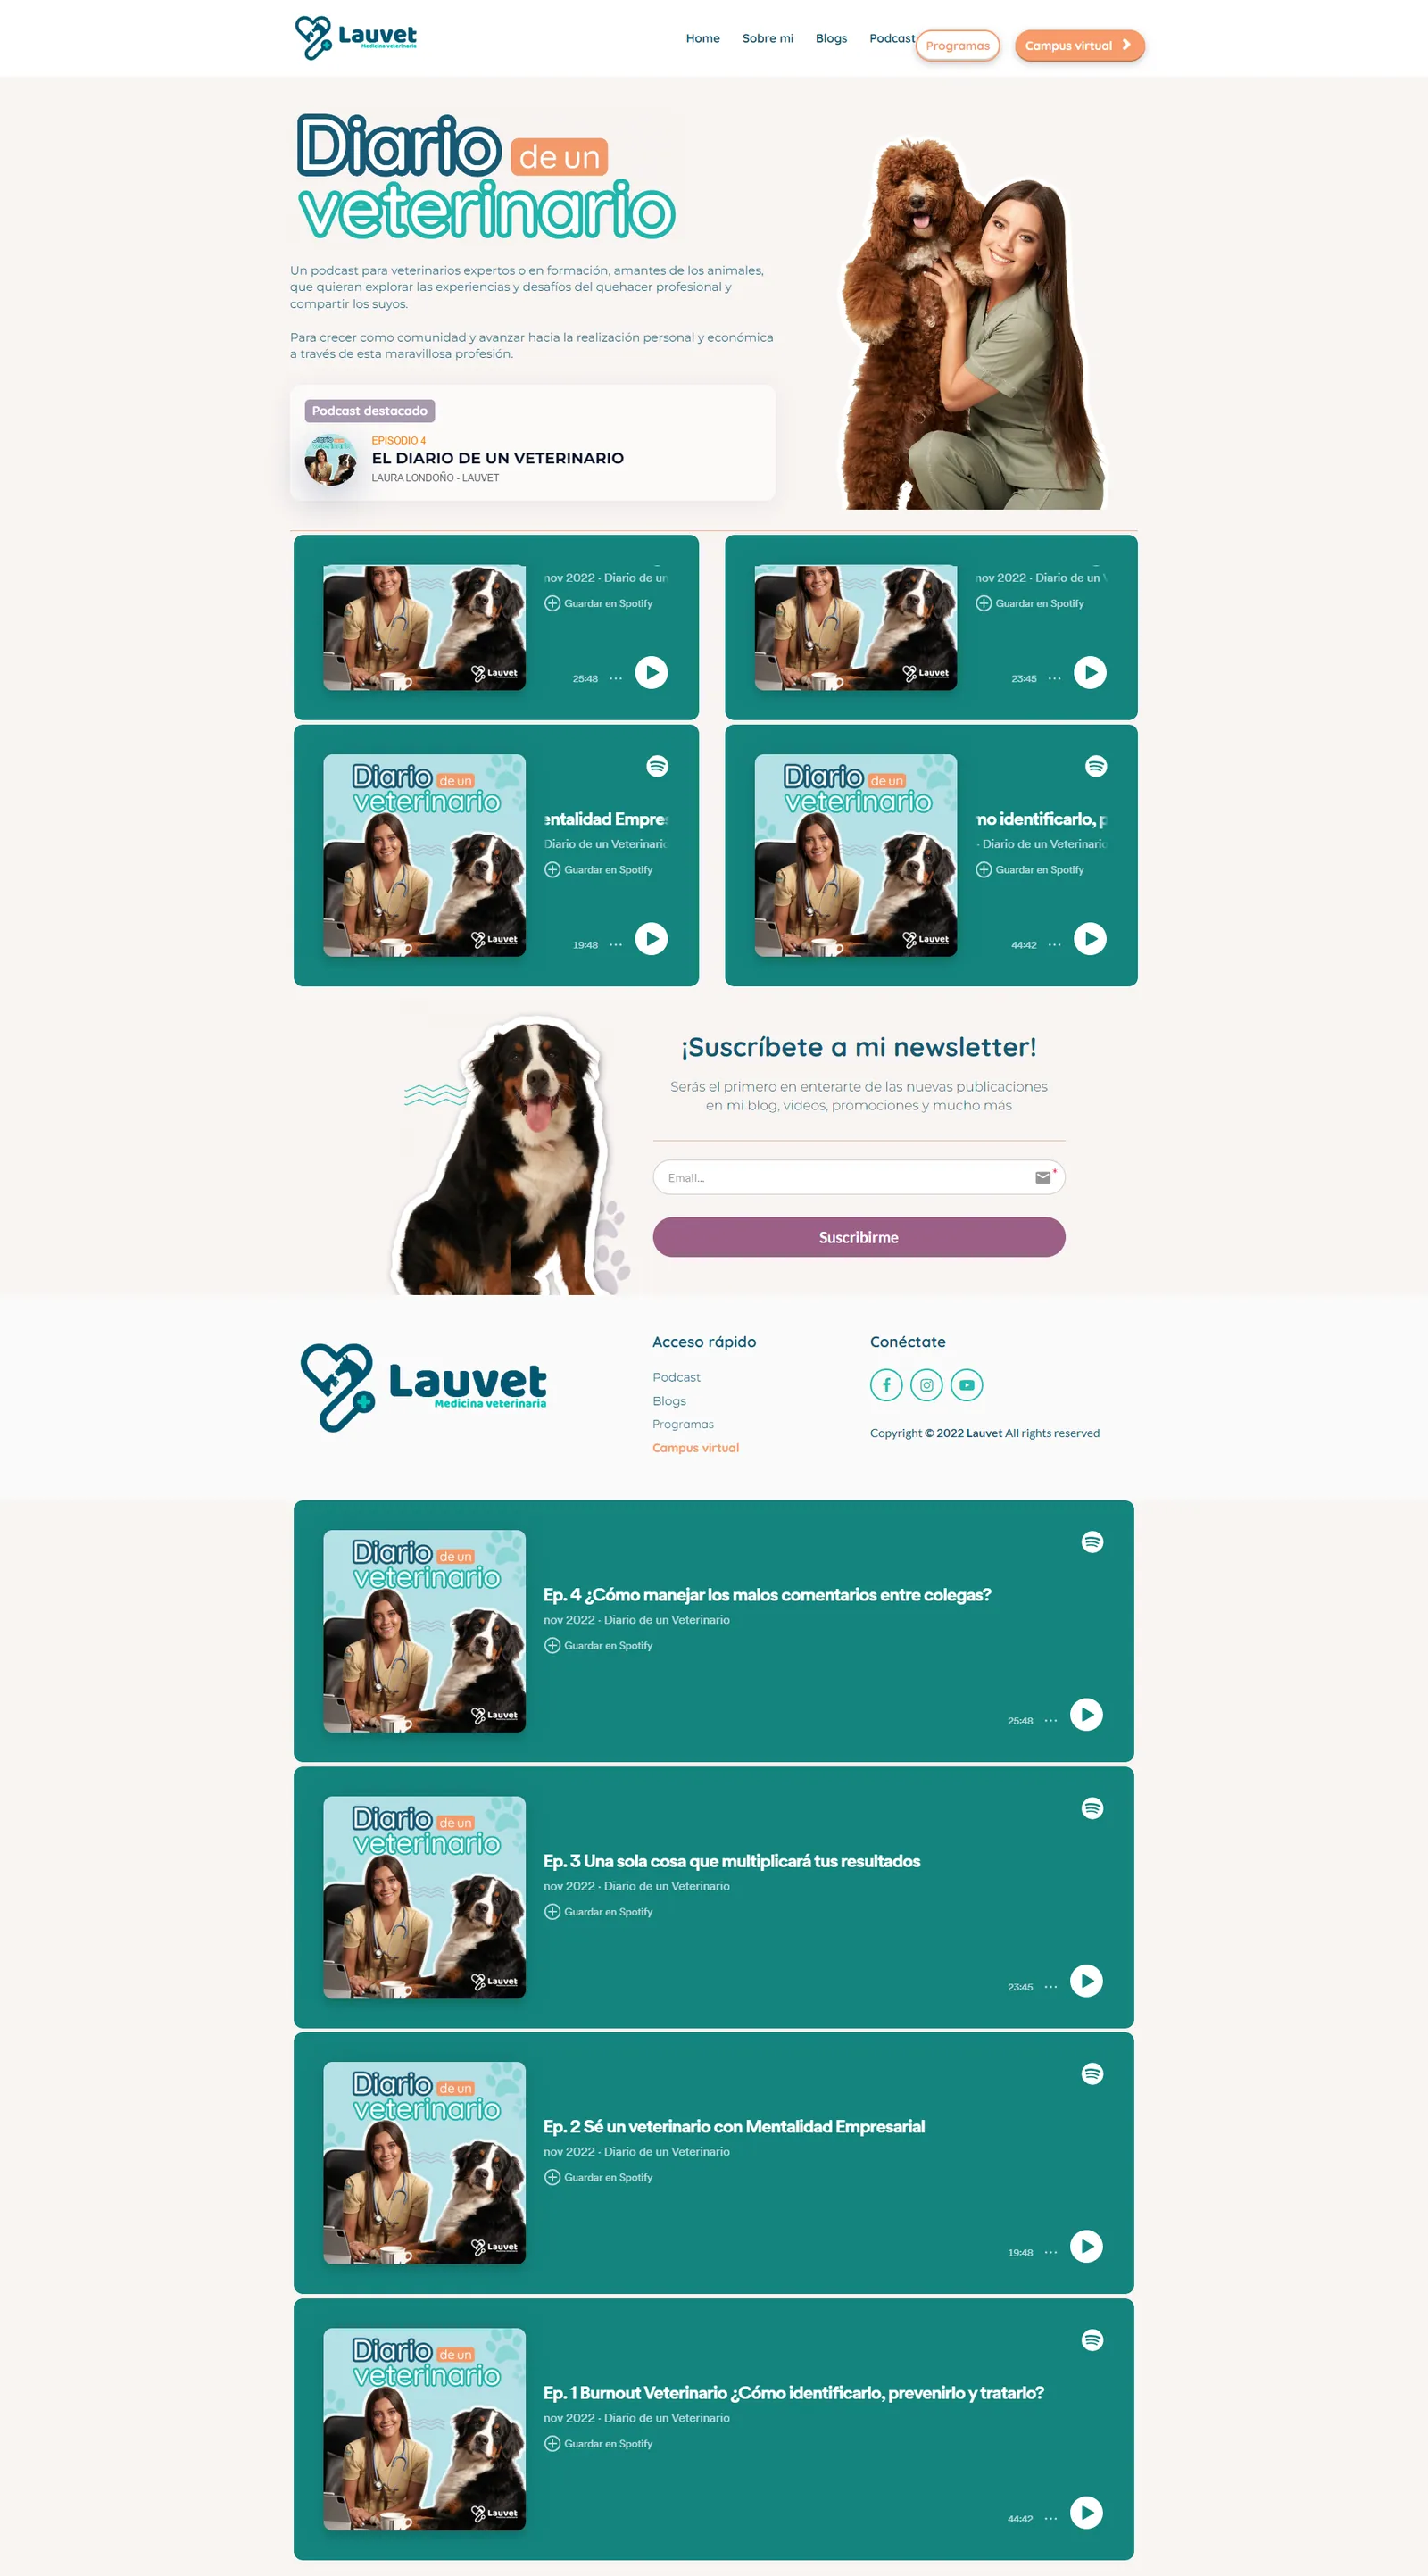 Lauvet
Medicina veterinaria
Home
Sobre mi
Blogs
Podcast
Programas
Campus virtual
Diario de un
veterinario
Un podcast para veterinarios expertos o en formación, amantes de los animales,
que quieran explorar las experiencias y desafíos del quehacer profesional y
compartir los suyos.
Para crecer como comunidad y avanzar hacia la realización personal y económica
a través de esta maravillosa profesión.
Podcast destacado
EPISODIO 4
EL DIARIO DE UN VETERINARIO
LAURA LONDOÑO - LAUVET
nov 2022 · Diario de un
Guardar en Spotify
Lauvet
25:48
nov 2022 · Diario de un V
Guardar en Spotify
Lauvet
23:45
Diario de un
veterinario
entalidad Empres
Diario de un Veterinario
Guardar en Spotify
Lauvet
19:48
Diario de un
veterinario
mo identificarlo, p
· Diario de un Veterinario
Guardar en Spotify
Lauvet
44:42
¡Suscríbete a mi newsletter!
Serás el primero en enterarte de las nuevas publicaciones
en mi blog, videos, promociones y mucho más
Email... *
Suscribirme
Lauvet
Medicina veterinaria
Acceso rápido
Podcast
Blogs
Programas
Campus virtual
Conéctate
Copyright © 2022 Lauvet All rights reserved
Diario de un
veterinario
Lauvet
Ep. 4 ¿Cómo manejar los malos comentarios entre colegas?
nov 2022 · Diario de un Veterinario
Guardar en Spotify
25:48
Diario de un
veterinario
Lauvet
Ep. 3 Una sola cosa que multiplicará tus resultados
nov 2022 · Diario de un Veterinario
Guardar en Spotify
23:45
Diario de un
veterinario
Lauvet
Ep. 2 Sé un veterinario con Mentalidad Empresarial
nov 2022 · Diario de un Veterinario
Guardar en Spotify
19:48
Diario de un
veterinario
Lauvet
Ep. 1 Burnout Veterinario ¿Cómo identificarlo, prevenirlo y tratarlo?
nov 2022 · Diario de un Veterinario
Guardar en Spotify
44:42